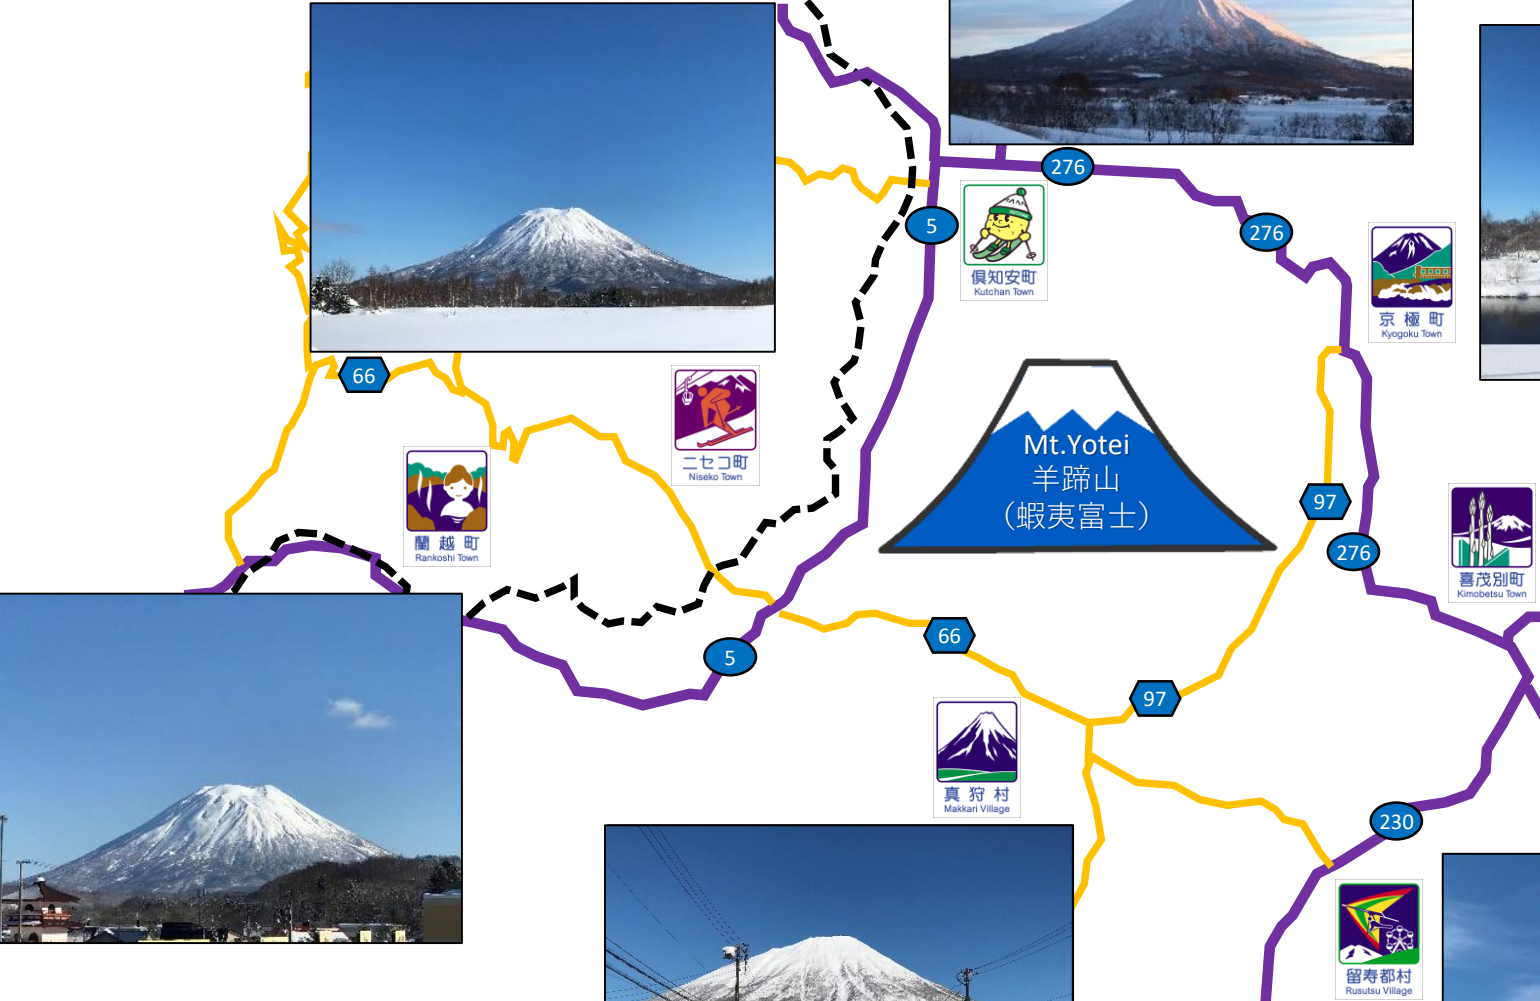 276
5
276
倶知安町
Kutchan Town
京極町
Kyogoku Town
66
ニセコ町
Niseko Town
Mt.Yotei
羊蹄山
（蝦夷富士）
97
蘭越町
Rankoshi Town
276
喜茂別町
Kimobetsu Town
66
5
97
真狩村
Makkari Village
230
留寿都村
Rusutsu Village